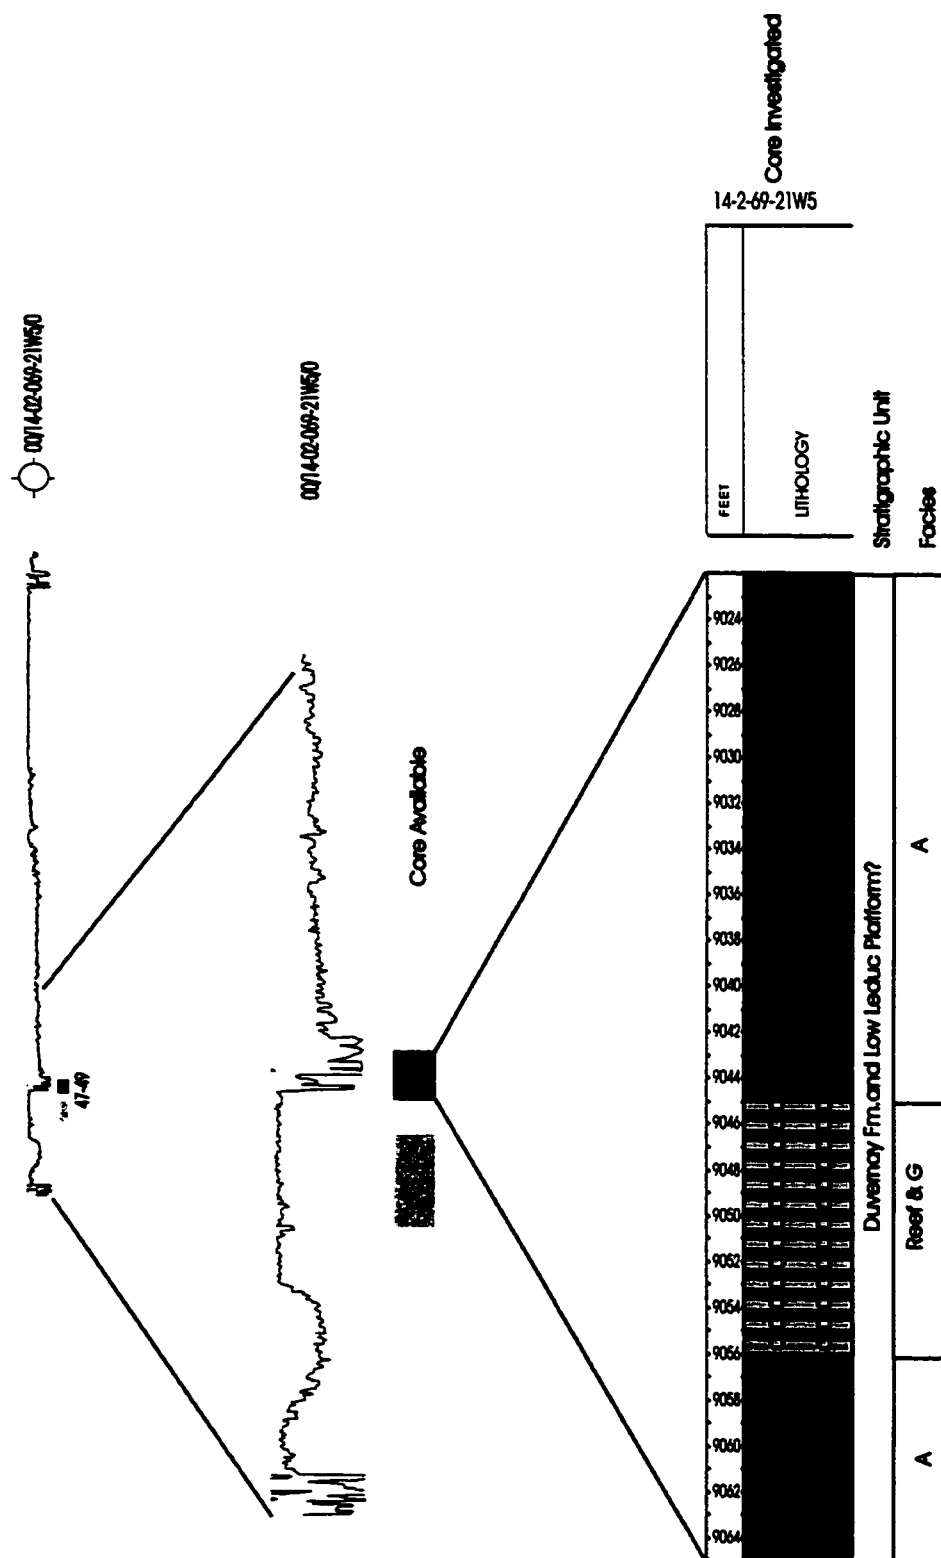 00/14-02-069-21W5/0
47-49
00/14-02-069-21W5/0
Core Available
14-2-69-21W5
Core Investigated
FEET
LITHOLOGY
Stratigraphic Unit
Facies
9024
9026
9028
9030
9032
9034
9036
9038
9040
9042
9044
9046
9048
9050
9052
9054
9056
9058
9060
9062
9064
Duvernay Fm.and Low Leduc Platform?
A
Reef & G
A